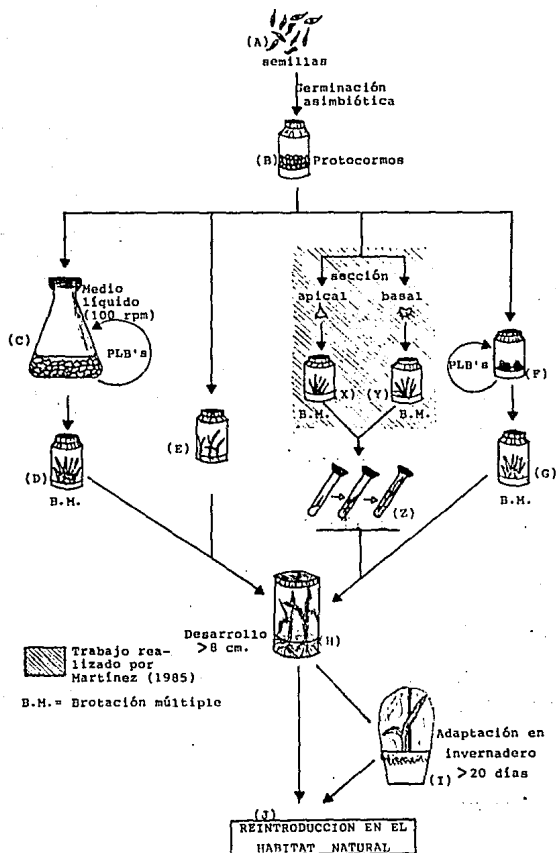 (A)
semillas
Germinación
asimbiótica
(B) Protocormos
Medio
líquido
(100 rpm)
(C)
PLB's
sección
apical basal
PLB's
(F)
(X) (Y)
B.M. B.M.
(E)
(D)
B.M.
(G)
B.M.
(Z)
Desarrollo
>8 cm.
(H)
Trabajo rea-
lizado por
Martínez (1985)
B.M.= Brotación múltiple
Adaptación en
invernadero
(I) >20 días
(J)
REINTRODUCCION EN EL
HABITAT NATURAL